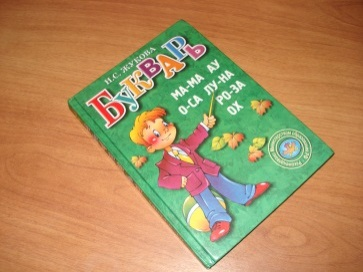 Н.С. ЖУКОВА
БУКВАРЬ
МА-МА АУ
О-СА ЛУ-НА
РО-ЗА
ОХ